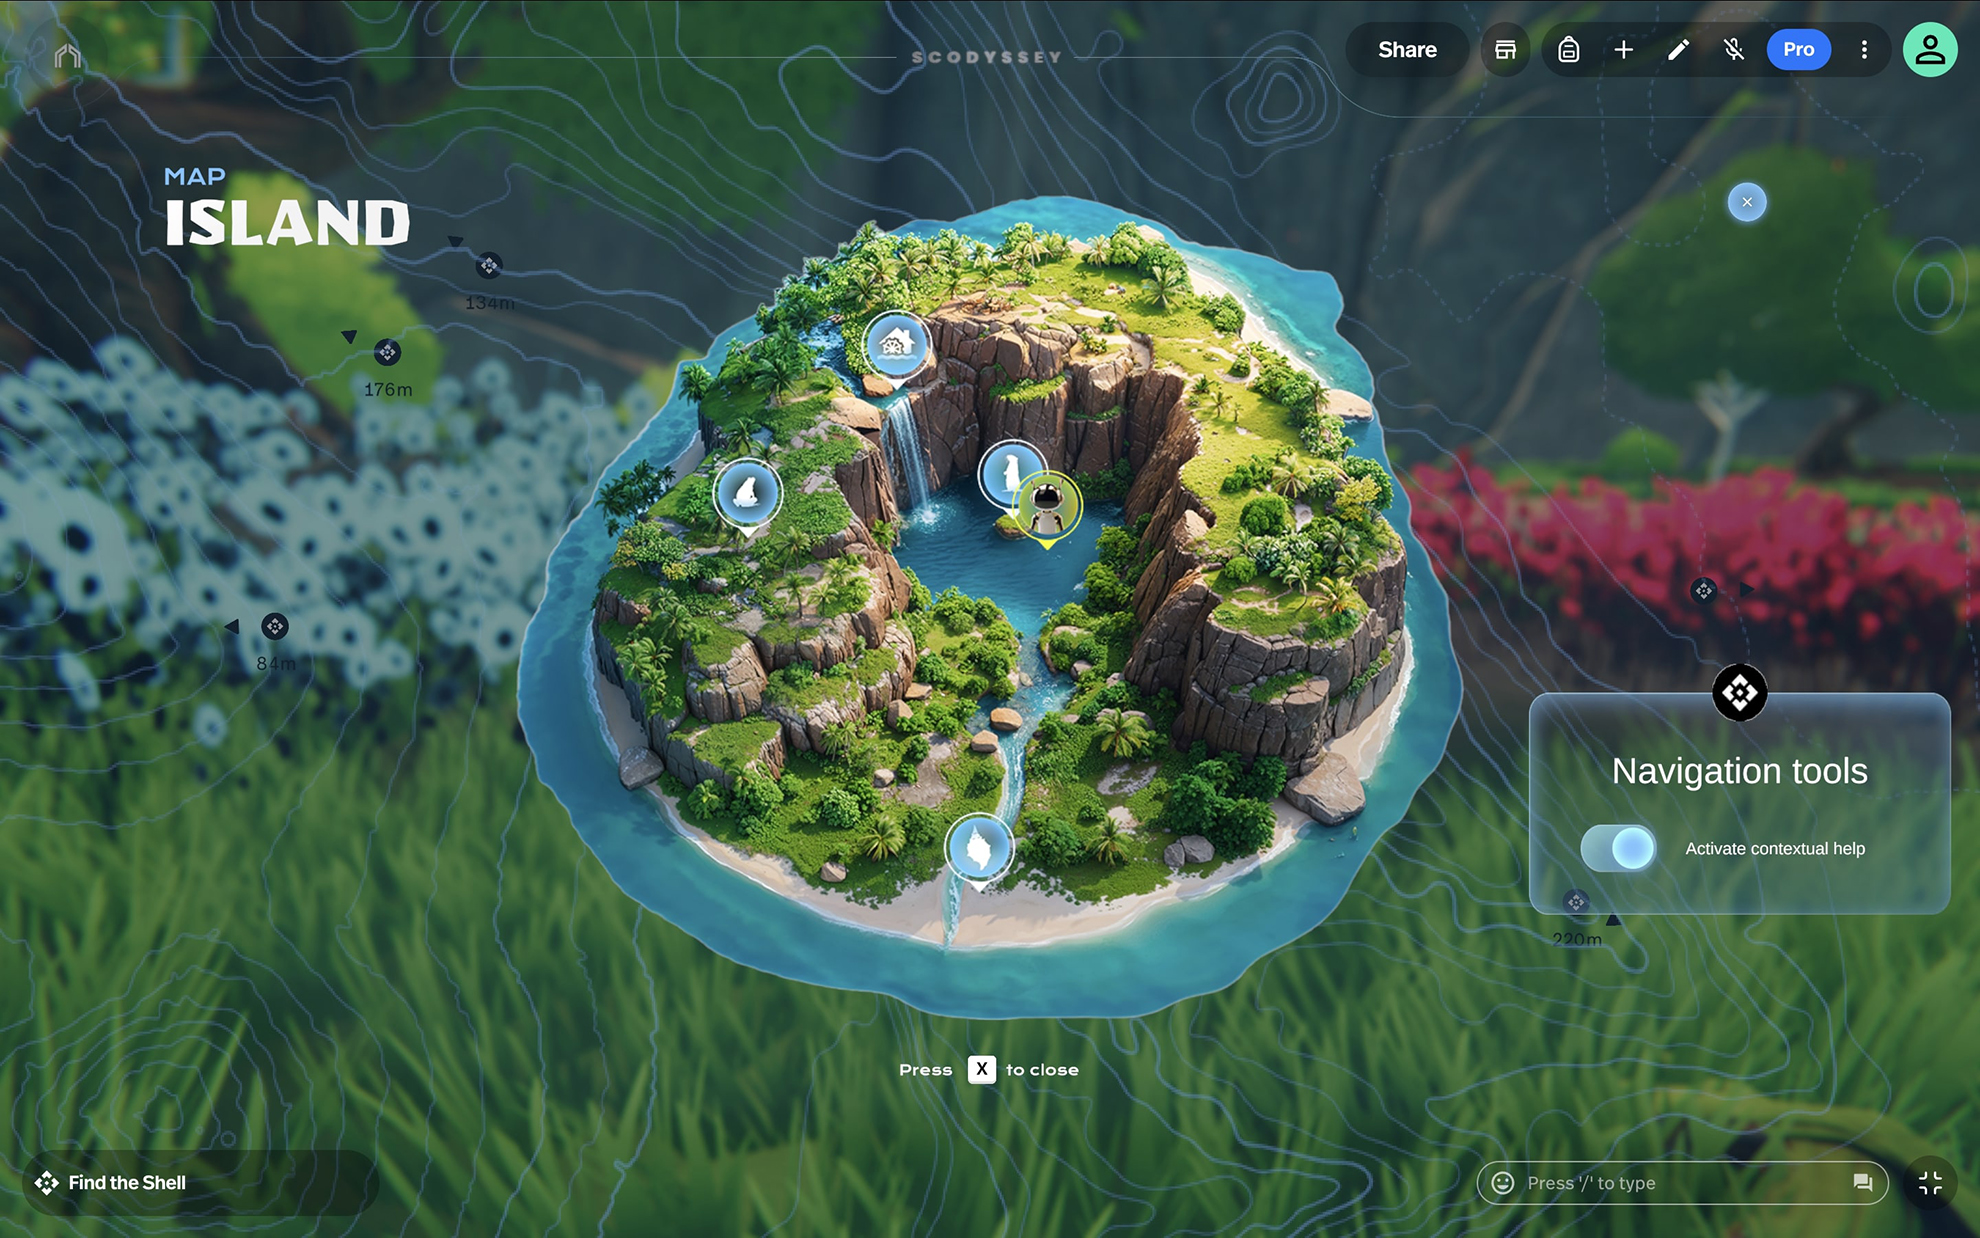 SCODYSSEY
Share
Pro
MAP
ISLAND
134m
176m
84m
Navigation tools
Activate contextual help
220m
Press X to close
Find the Shell
Press '/' to type